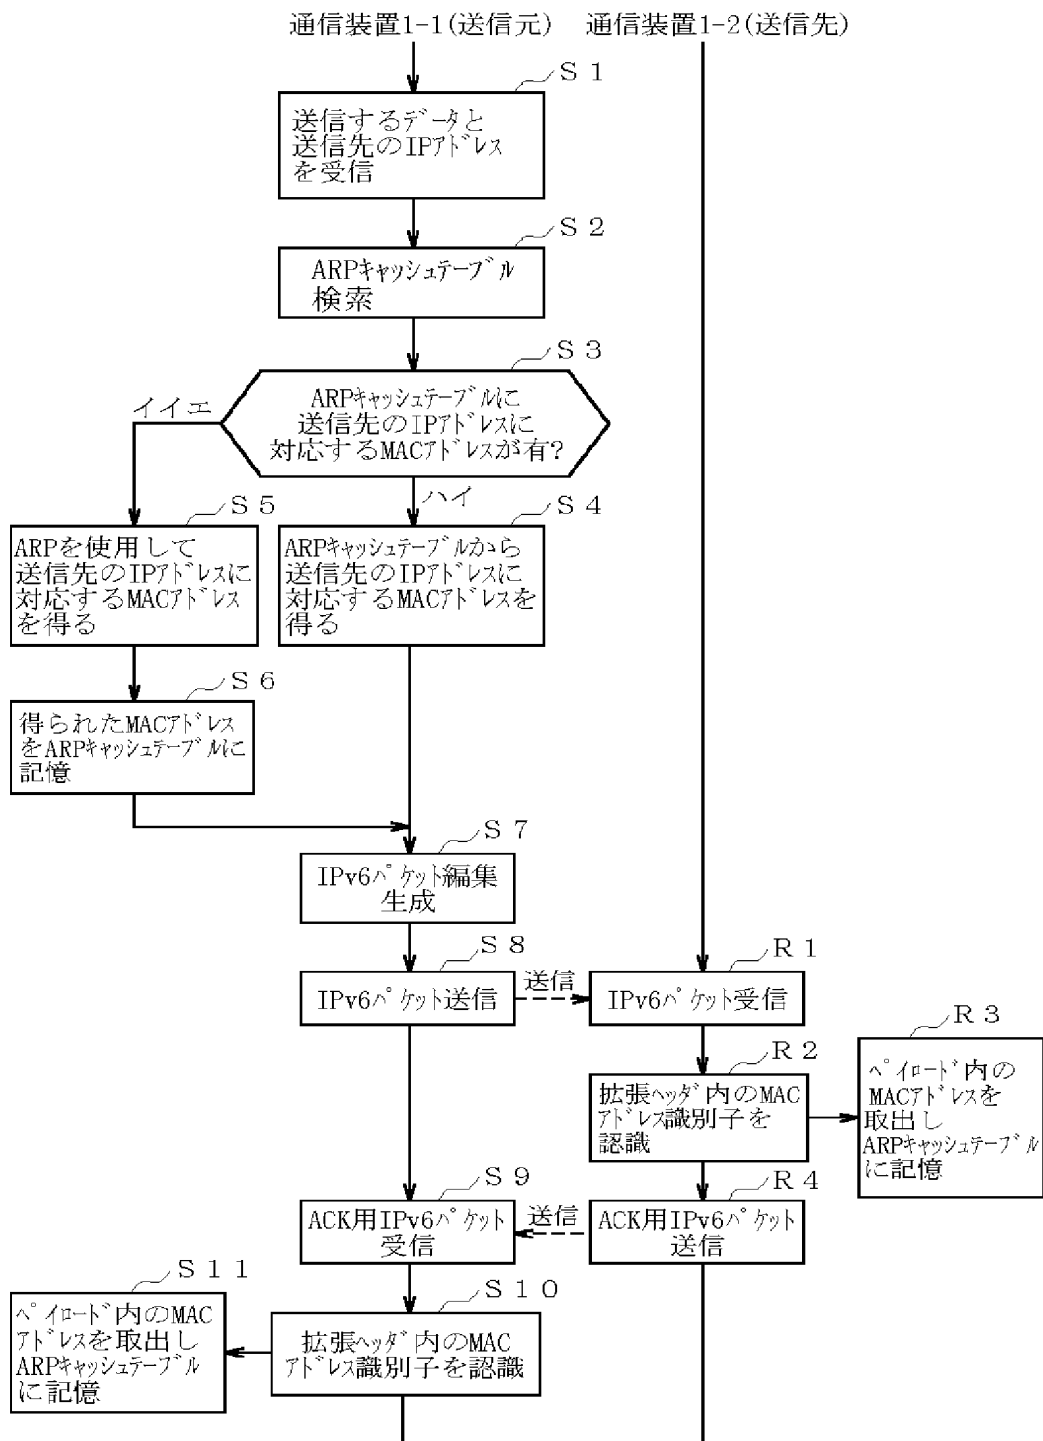 通信装置1-1(送信元)
通信装置1-2(送信先)
S1
送信するデータと
送信先のIPアドレス
を受信
S2
ARPキャッシュテーブル
検索
S3
ARPキャッシュテーブルに
送信先のIPアドレスに
対応するMACアドレスが有?
イイエ
ハイ
S5
ARPを使用して
送信先のIPアドレスに
対応するMACアドレス
を得る
S4
ARPキャッシュテーブルから
送信先のIPアドレスに
対応するMACアドレスを
得る
S6
得られたMACアドレス
をARPキャッシュテーブルに
記憶
S7
IPv6パケット編集
生成
S8
IPv6パケット送信
送信
R1
IPv6パケット受信
R2
拡張ヘッダ内のMAC
アドレス識別子を
認識
R3
ペイロード内の
MACアドレスを
取出し
ARPキャッシュテーブル
に記憶
S9
ACK用IPv6パケット
受信
送信
R4
ACK用IPv6パケット
送信
S10
拡張ヘッダ内のMAC
アドレス識別子を認識
S11
ペイロード内のMAC
アドレスを取出し
ARPキャッシュテーブル
に記憶